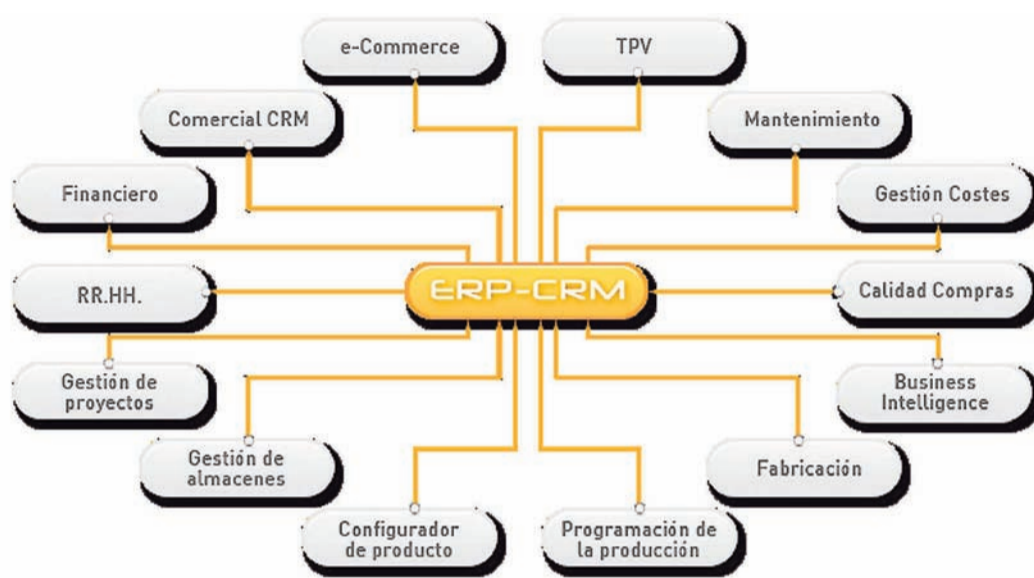 e-Commerce
TPV
Comercial CRM
Mantenimiento
Financiero
Gestión Costes
ERP-CRM
RR.HH.
Calidad Compras
Gestión de
proyectos
Business
Intelligence
Gestión de
almacenes
Fabricación
Configurador
de producto
Programación de
la producción